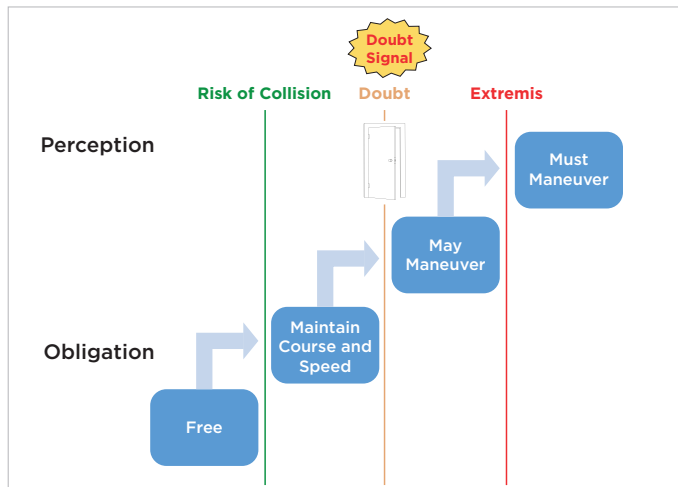 Doubt
Signal
Risk of Collision
Doubt
Extremis
Perception
Must
Maneuver
May
Maneuver
Maintain
Course and
Speed
Obligation
Free